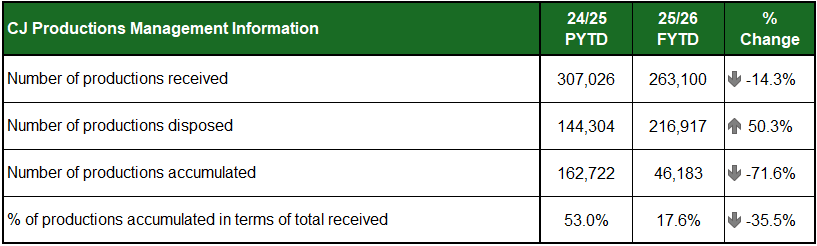 CJ Productions Management Information 24/25 PYTD 25/26 FYTD % Change
Number of productions received 307,026 263,100 -14.3%
Number of productions disposed 144,304 216,917 50.3%
Number of productions accumulated 162,722 46,183 -71.6%
% of productions accumulated in terms of total received 53.0% 17.6% -35.5%